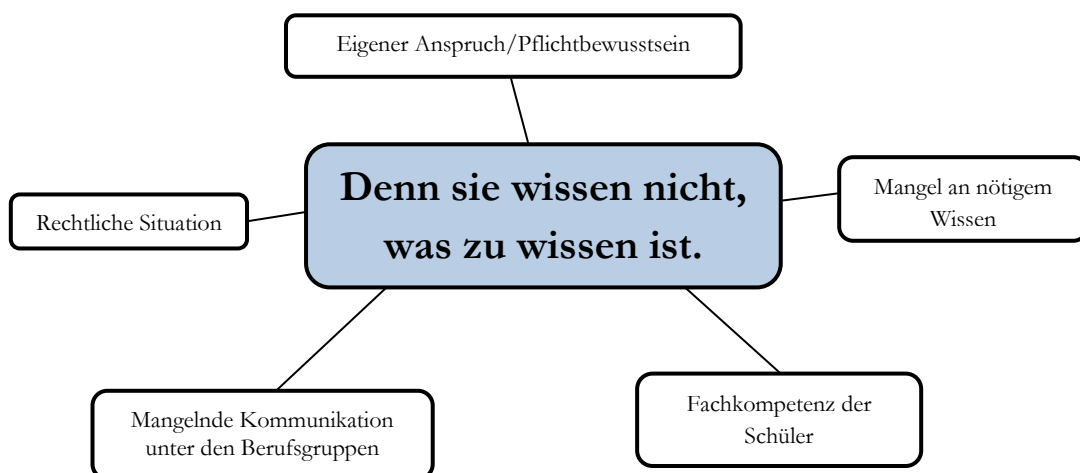 Eigener Anspruch/Pflichtbewusstsein
Denn sie wissen nicht,
was zu wissen ist.
Mangel an nötigem
Wissen
Rechtliche Situation
Mangelnde Kommunikation
unter den Berufsgruppen
Fachkompetenz der
Schüler